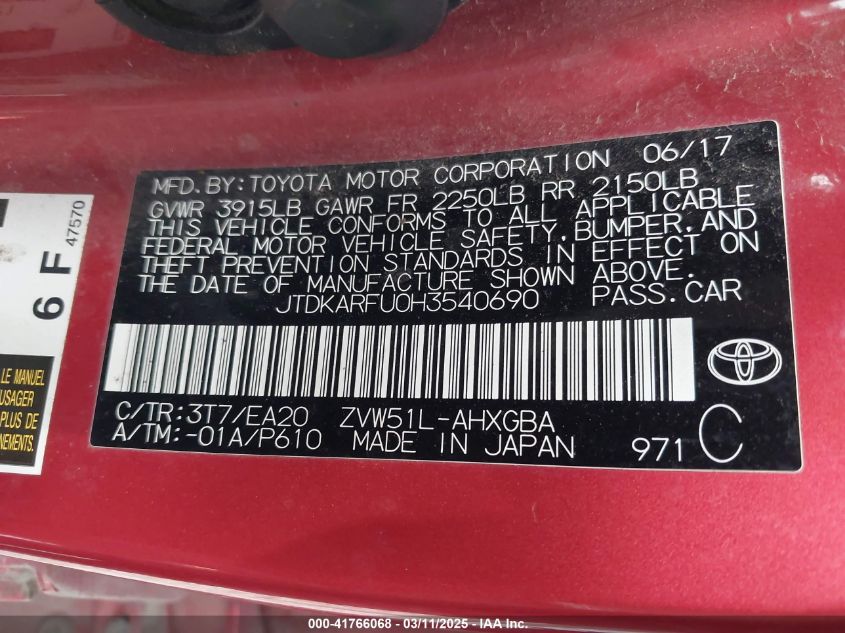 MFD. BY: TOYOTA MOTOR CORPORATION 06/17
GVWR 3915LB GAWR FR 2250LB RR 2150LB
THIS VEHICLE CONFORMS TO ALL APPLICABLE
FEDERAL MOTOR VEHICLE SAFETY, BUMPER, AND
THEFT PREVENTION STANDARDS IN EFFECT ON
THE DATE OF MANUFACTURE SHOWN ABOVE.
JTDKARFU0H3540690 PASS. CAR
C/TR: 3T7/EA20 ZVW51L-AHXGBA
A/TM: -01A/P610 MADE IN JAPAN 971 C
6 F 47570
LE MANUEL
USAGER
PLUS
000-41766068 - 03/11/2025 - Copyright IAA, Inc.